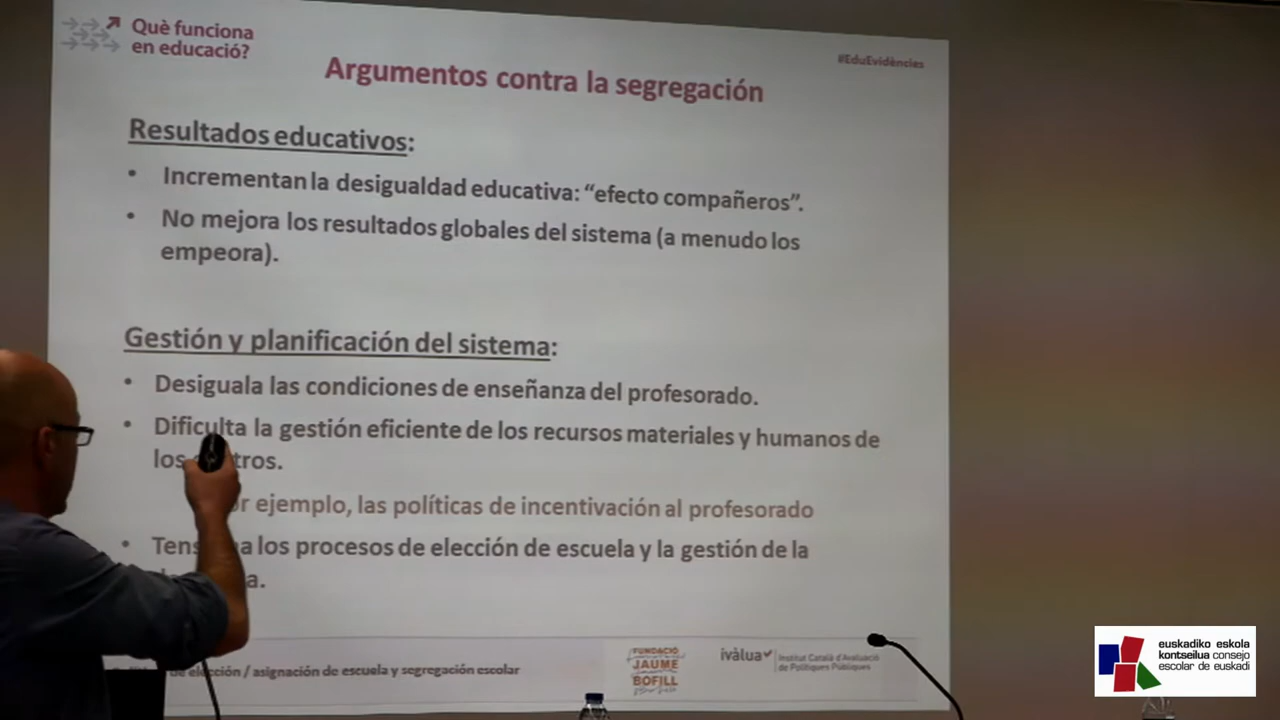 Què funciona
en educació?
#EduEvidències
Argumentos contra la segregación
Resultados educativos:
• Incrementan la desigualdad educativa: “efecto compañeros”.
• No mejora los resultados globales del sistema (a menudo los
empeora).
Gestión y planificación del sistema:
• Desiguala las condiciones de enseñanza del profesorado.
• Dificulta la gestión eficiente de los recursos materiales y humanos de
los tros.
r ejemplo, las políticas de incentivación al profesorado
• Tens a los procesos de elección de escuela y la gestión de la
a.
de elección / asignación de escuela y segregación escolar
FUNDACIÓ
JAUME
BOFILL
ivàlua
Institut Català d'Avaluació
de Polítiques Públiques
euskadiko eskola
kontseilua consejo
escolar de euskadi